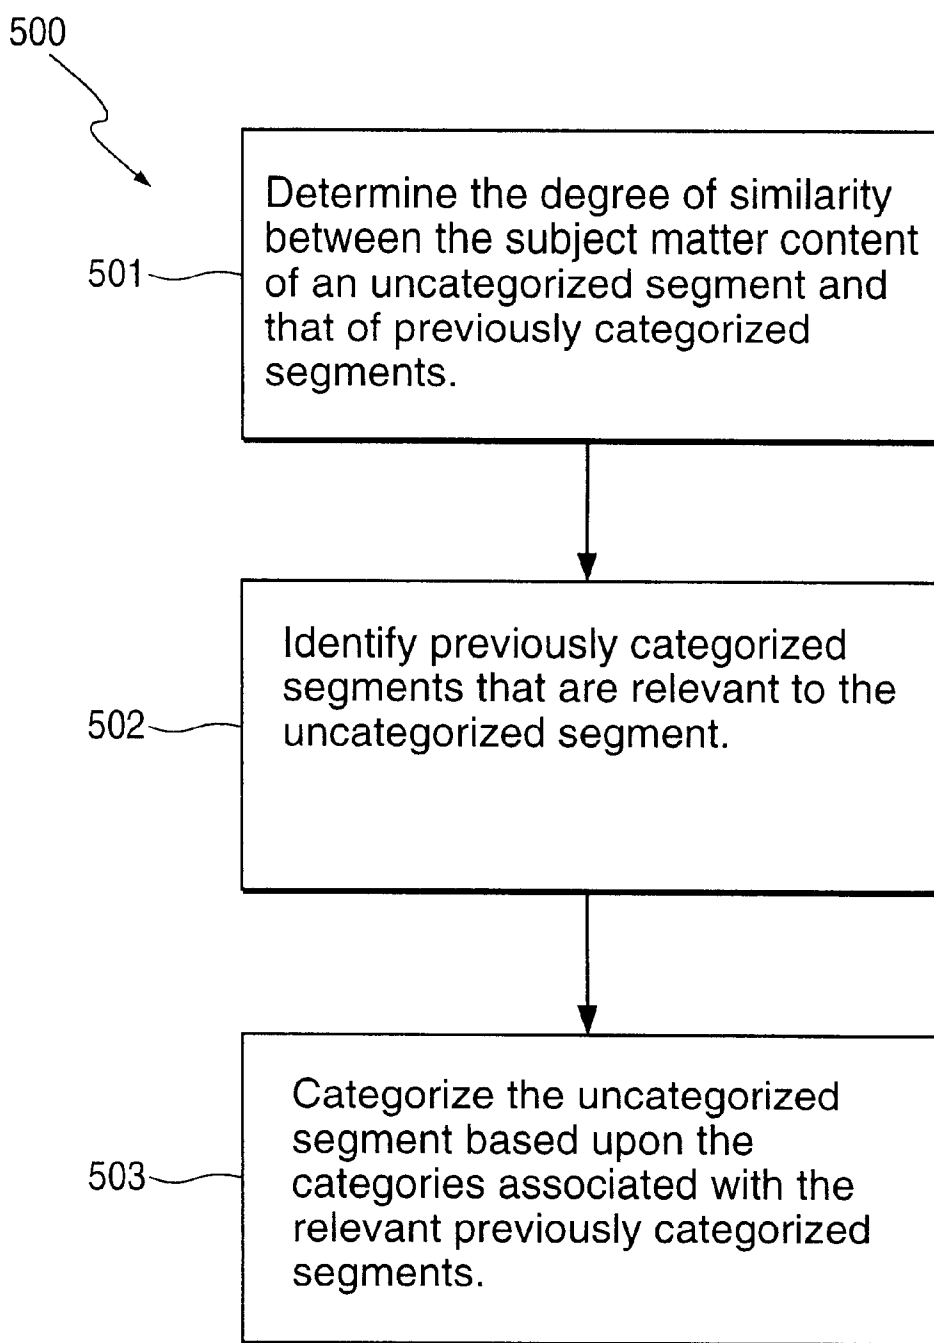 500
Determine the degree of similarity
between the subject matter content
501
of an uncategorized segment and
that of previously categorized
segments.
Identify previously categorized
segments that are relevant to the
502
uncategorized segment.
Categorize the uncategorized
segment based upon the
503
categories associated with the
relevant previously categorized
segments.